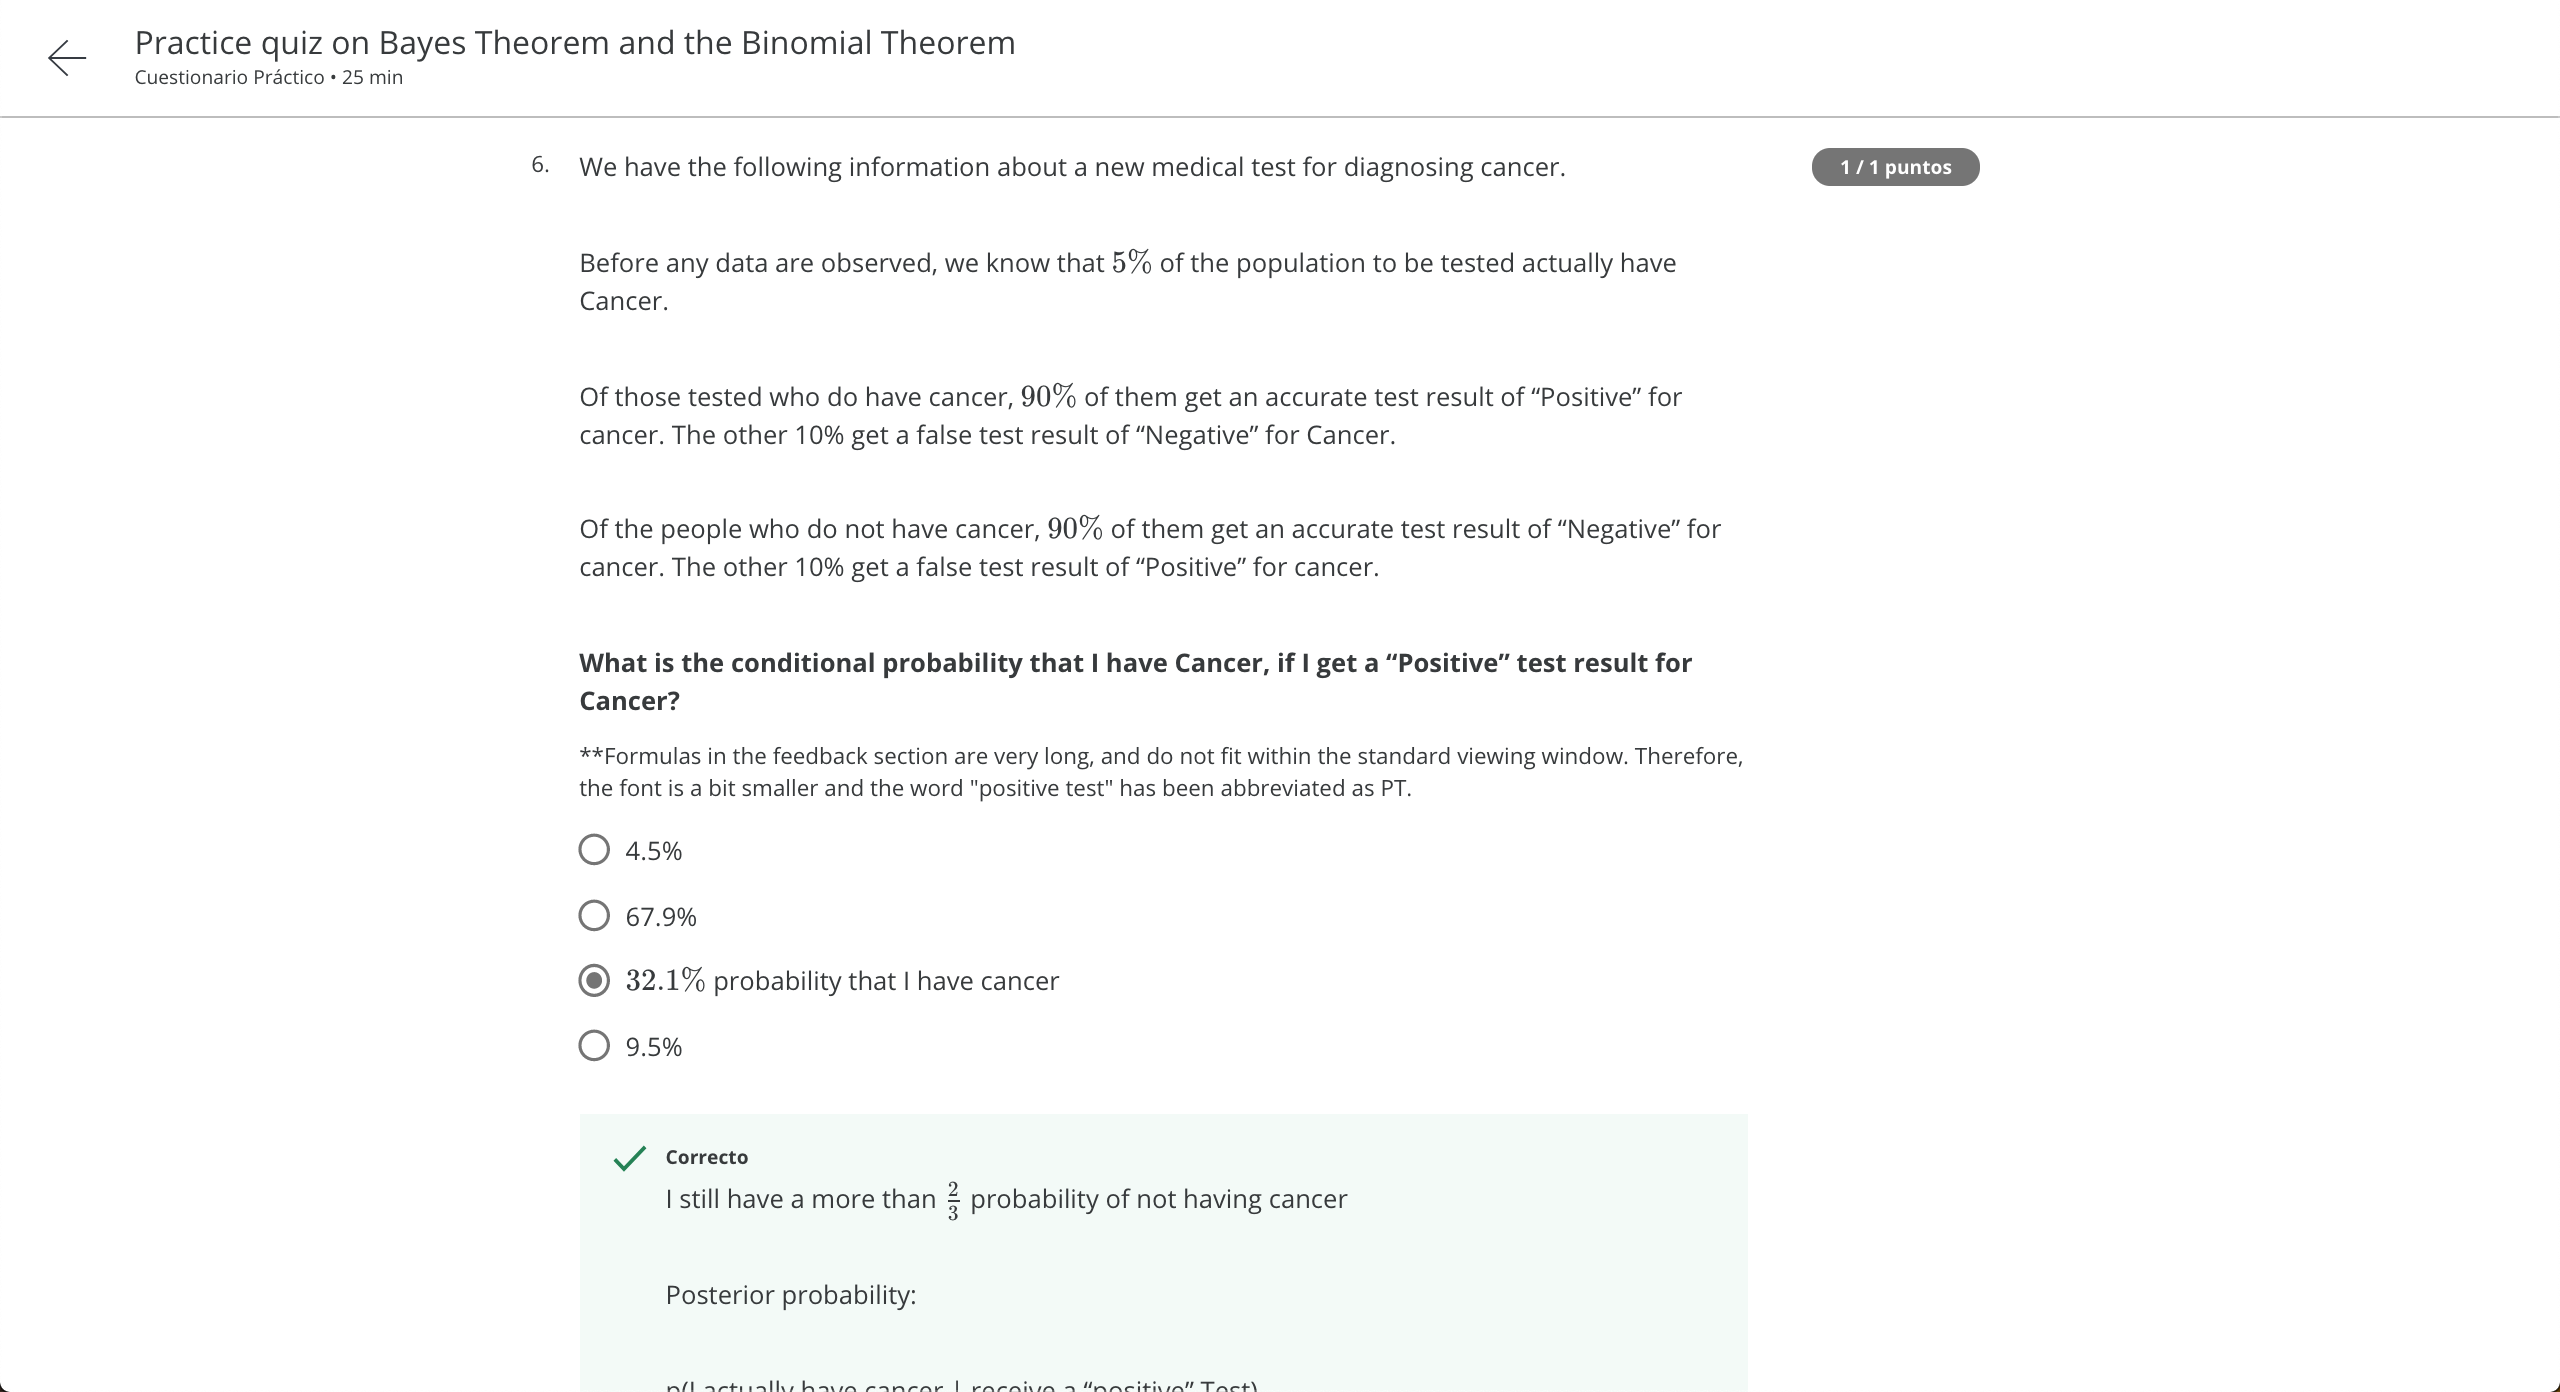 Practice quiz on Bayes Theorem and the Binomial Theorem
Cuestionario Práctico • 25 min
6. We have the following information about a new medical test for diagnosing cancer.
1 / 1 puntos
Before any data are observed, we know that 5% of the population to be tested actually have
Cancer.
Of those tested who do have cancer, 90% of them get an accurate test result of “Positive” for
cancer. The other 10% get a false test result of “Negative” for Cancer.
Of the people who do not have cancer, 90% of them get an accurate test result of “Negative” for
cancer. The other 10% get a false test result of “Positive” for cancer.
What is the conditional probability that I have Cancer, if I get a “Positive” test result for
Cancer?
**Formulas in the feedback section are very long, and do not fit within the standard viewing window. Therefore,
the font is a bit smaller and the word "positive test" has been abbreviated as PT.
4.5%
67.9%
32.1% probability that I have cancer
9.5%
Correcto
I still have a more than 2/3 probability of not having cancer
Posterior probability:
p(I actually have cancer | receive a “positive” Test)